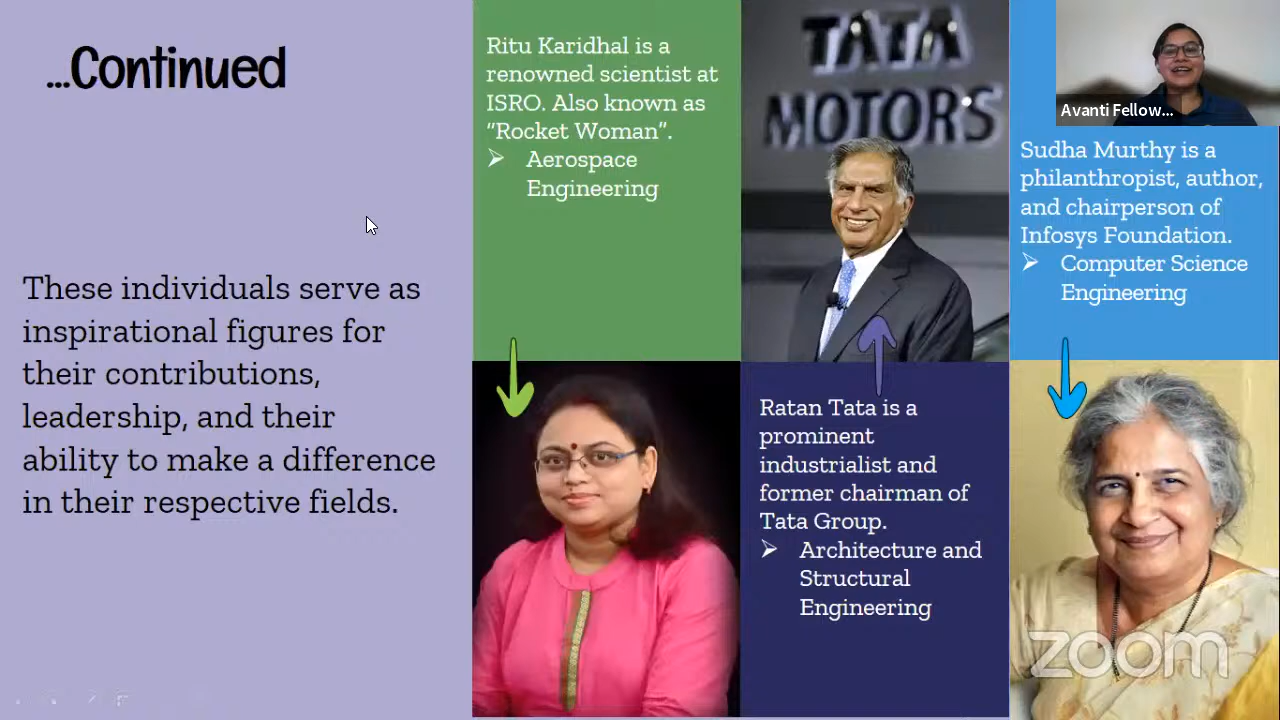 ...Continued
These individuals serve as
inspirational figures for
their contributions,
leadership, and their
ability to make a difference
in their respective fields.
Ritu Karidhal is a
renowned scientist at
ISRO. Also known as
“Rocket Woman”.
Aerospace
Engineering
TATA
MOTORS
Ratan Tata is a
prominent
industrialist and
former chairman of
Tata Group.
Architecture and
Structural
Engineering
Avanti Fellow...
Sudha Murthy is a
philanthropist, author,
and chairperson of
Infosys Foundation.
Computer Science
Engineering
zoom